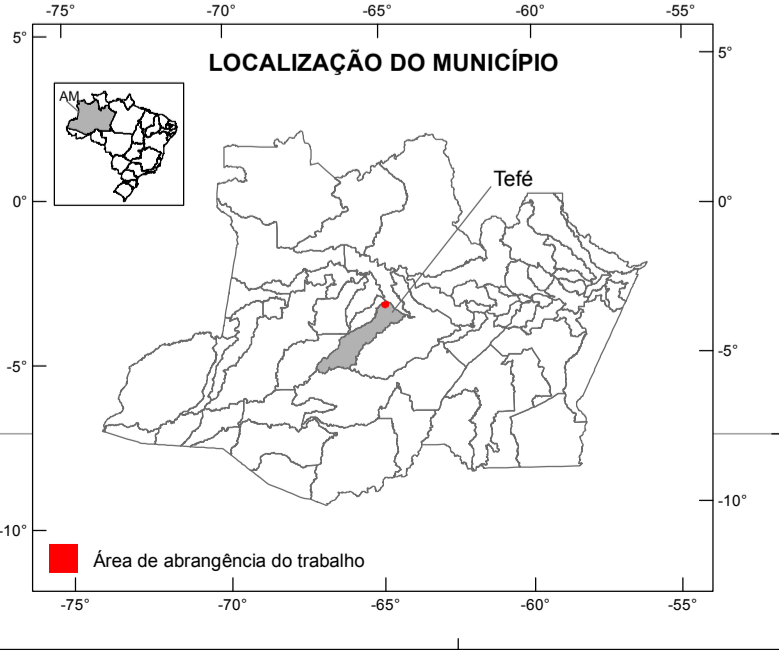 -75° -70° -65° -60° -55°
5° 5°
LOCALIZAÇÃO DO MUNICÍPIO
AM
Tefé
0° 0°
-5° -5°
-10° -10°
Área de abrangência do trabalho
-75° -70° -65° -60° -55°